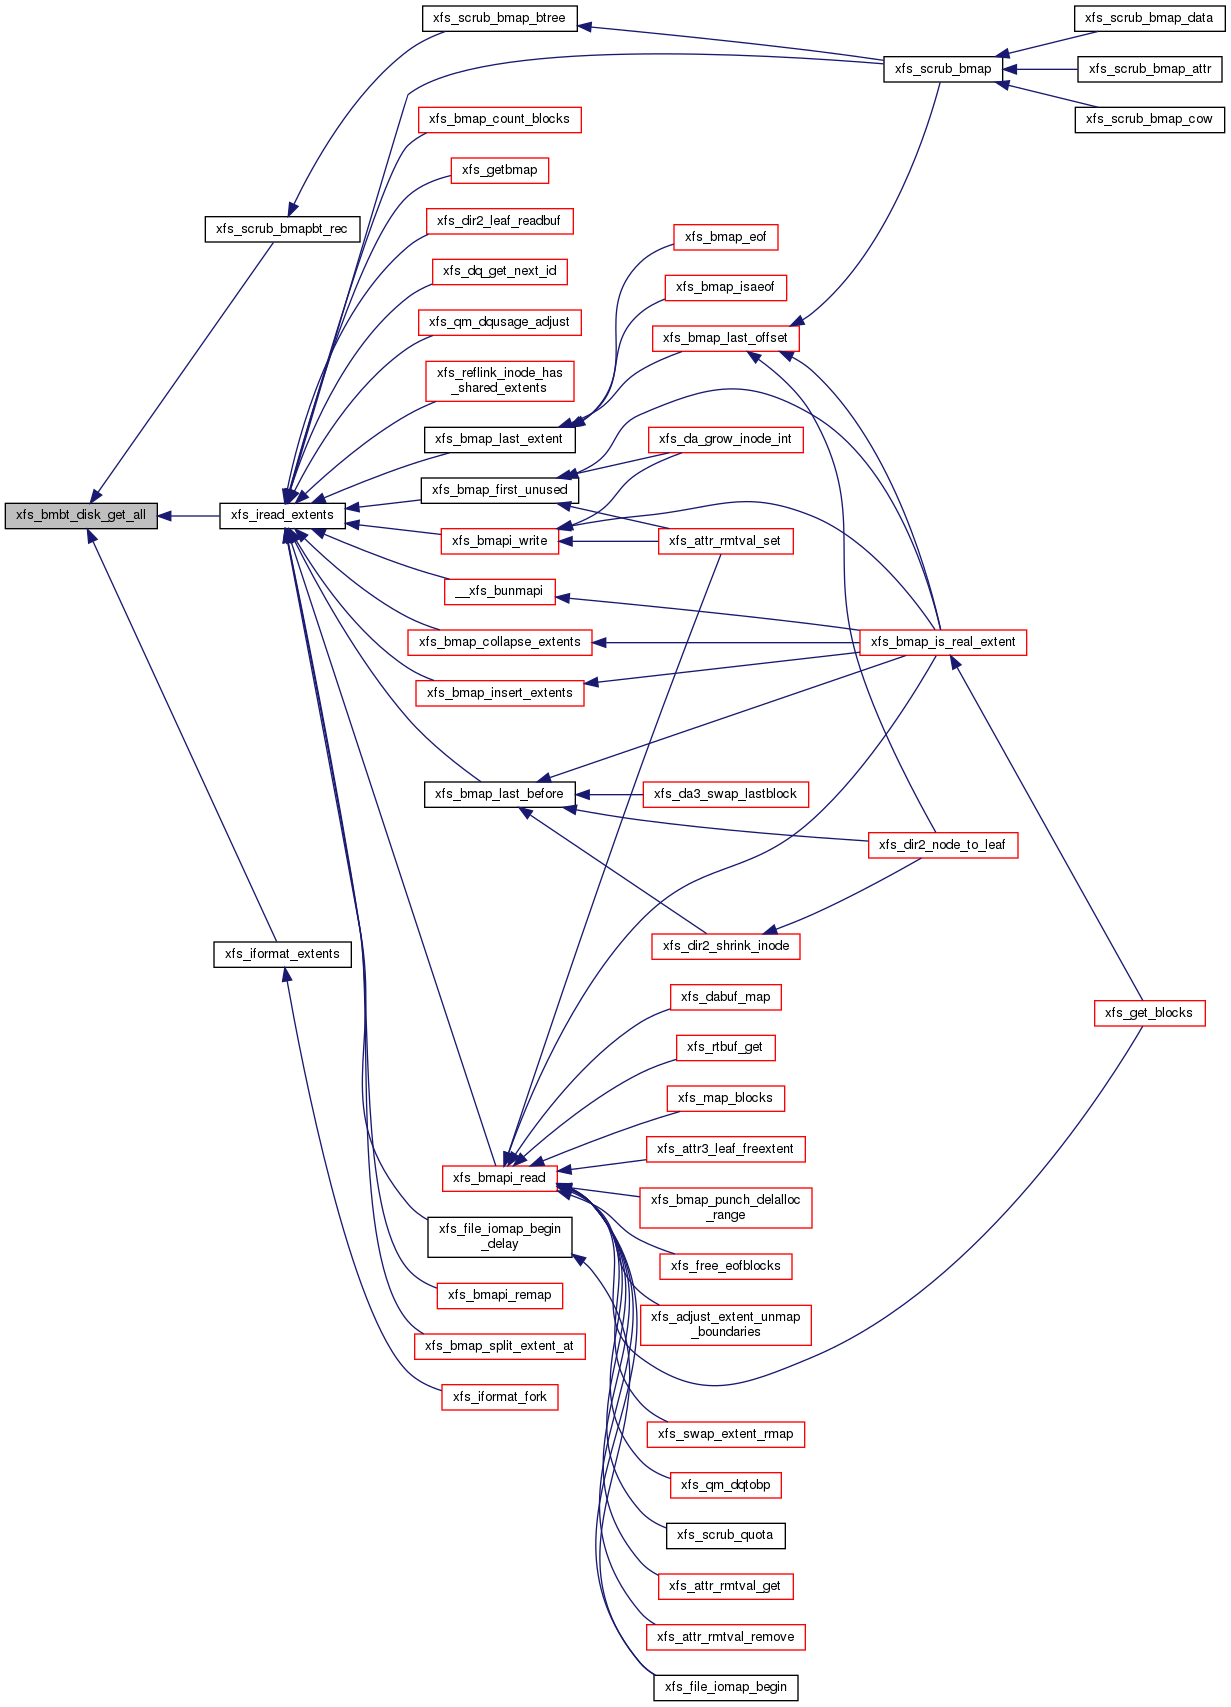 xfs_scrub_bmap_btree
xfs_scrub_bmap_data
xfs_scrub_bmap
xfs_scrub_bmap_attr
xfs_bmap_count_blocks
xfs_scrub_bmap_cow
xfs_getbmap
xfs_dir2_leaf_readbuf
xfs_scrub_bmapbt_rec
xfs_bmap_eof
xfs_dq_get_next_id
xfs_bmap_isaeof
xfs_qm_dqusage_adjust
xfs_bmap_last_offset
xfs_reflink_inode_has
_shared_extents
xfs_bmap_last_extent
xfs_da_grow_inode_int
xfs_bmap_first_unused
xfs_bmbt_disk_get_all
xfs_iread_extents
xfs_bmapi_write
xfs_attr_rmtval_set
__xfs_bunmapi
xfs_bmap_collapse_extents
xfs_bmap_is_real_extent
xfs_bmap_insert_extents
xfs_bmap_last_before
xfs_da3_swap_lastblock
xfs_dir2_node_to_leaf
xfs_dir2_shrink_inode
xfs_iformat_extents
xfs_dabuf_map
xfs_get_blocks
xfs_rtbuf_get
xfs_map_blocks
xfs_attr3_leaf_freextent
xfs_bmapi_read
xfs_bmap_punch_delalloc
_range
xfs_file_iomap_begin
_delay
xfs_free_eofblocks
xfs_bmapi_remap
xfs_adjust_extent_unmap
_boundaries
xfs_bmap_split_extent_at
xfs_iformat_fork
xfs_swap_extent_rmap
xfs_qm_dqtobp
xfs_scrub_quota
xfs_attr_rmtval_get
xfs_attr_rmtval_remove
xfs_file_iomap_begin